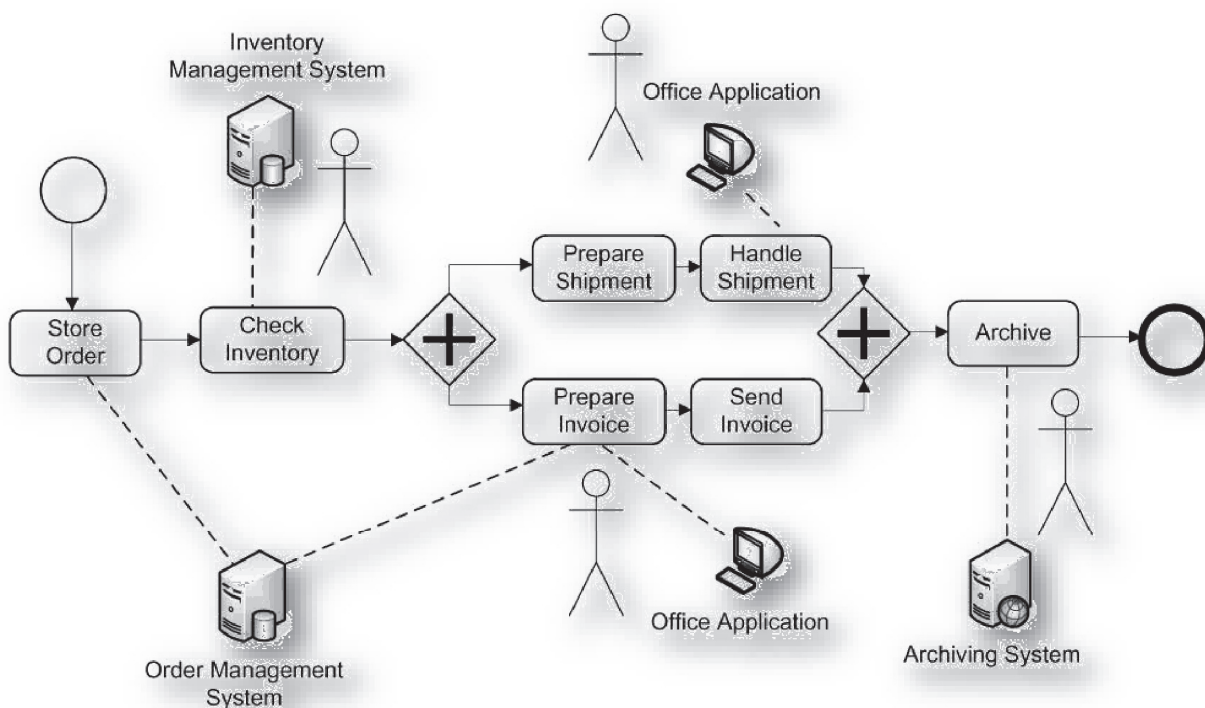 Inventory
Management System
Office Application
Prepare
Shipment
Handle
Shipment
Store
Order
Check
Inventory
Archive
Prepare
Invoice
Send
Invoice
Order Management
System
Office Application
Archiving System